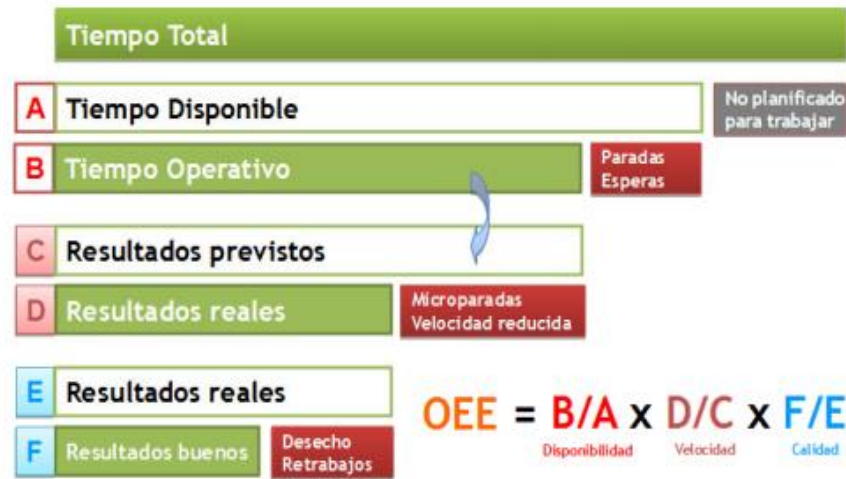 Tiempo Total
A Tiempo Disponible
No planificado
para trabajar
B Tiempo Operativo
Paradas
Esperas
C Resultados previstos
D Resultados reales
Microparadas
Velocidad reducida
E Resultados reales
F Resultados buenos
Desecho
Retrabajos
OEE = B/A x D/C x F/E
Disponibilidad Velocidad Calidad